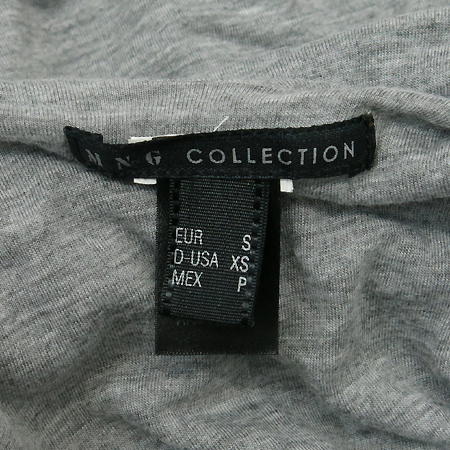 MNG COLLECTION
EUR S
D-USA XS
MEX P